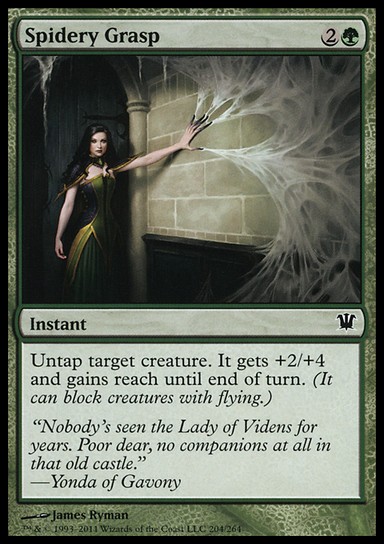 Spidery Grasp 2
Instant
Untap target creature. It gets +2/+4
and gains reach until end of turn. (It
can block creatures with flying.)
“Nobody’s seen the Lady of Videns for
years. Poor dear, no companions at all in
that old castle.”
—Yonda of Gavony
James Ryman
™ & © 1993–2011 Wizards of the Coast LLC 204/264